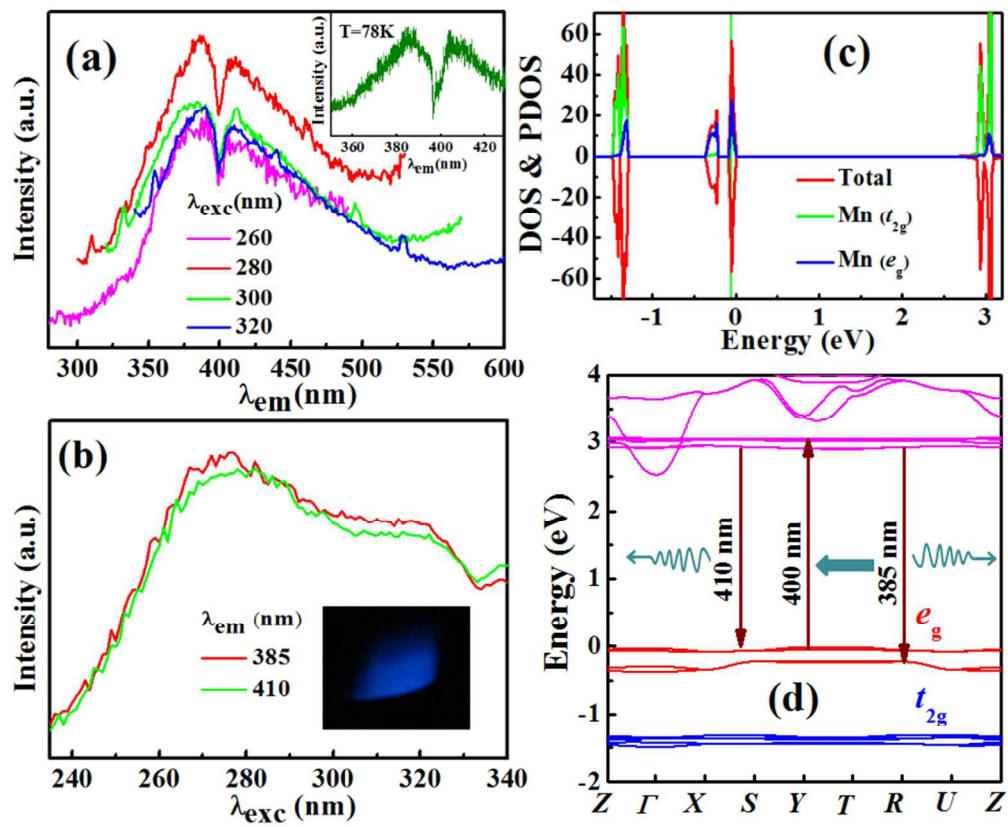 (a)
T=78K
Intensity (a.u.)
360 380 400 420
λem(nm)
Intensity (a.u.)
λexc(nm)
260
280
300
320
300 350 400 450 500 550 600
λem(nm)
(b)
Intensity (a.u.)
λem (nm)
385
410
240 260 280 300 320 340
λexc(nm)
(c)
DOS & PDOS
60
40
20
0
-20
-40
-60
Total
Mn (t2g)
Mn (eg)
-1 0 1 2 3
Energy (eV)
4
3
2
1
0
-1
-2
Energy (eV)
410 nm
400 nm
385 nm
eg
t2g
(d)
Z Γ X S Y T R U Z